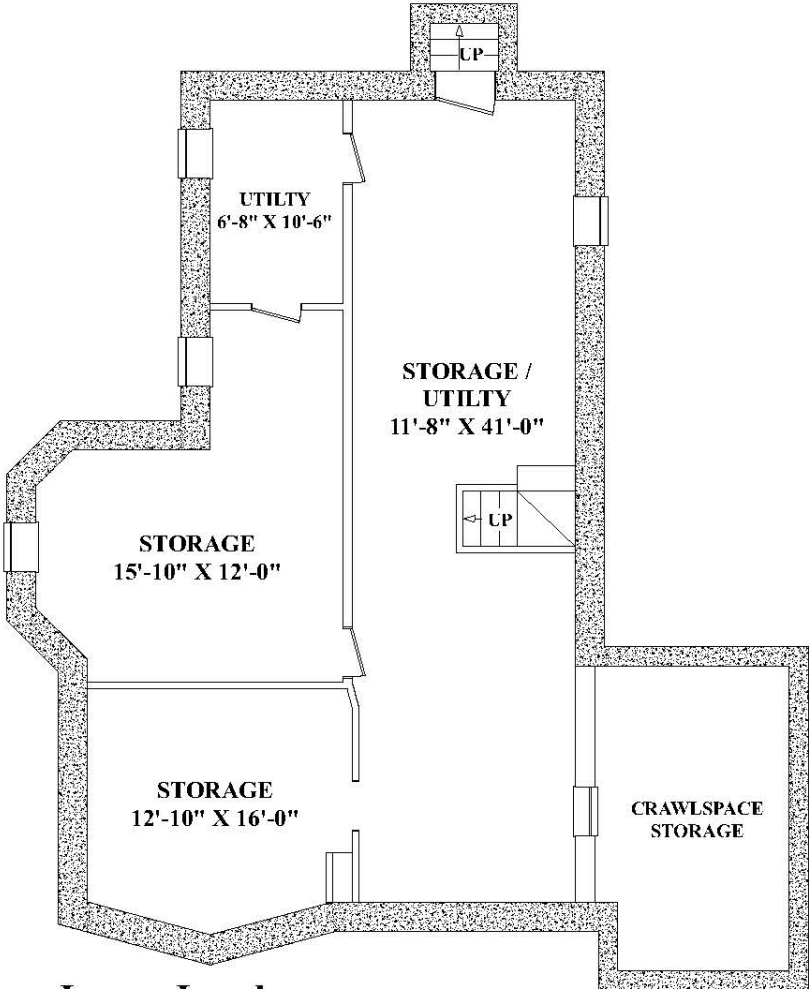 UP
UTILTY
6'-8" X 10'-6"
STORAGE /
UTILTY
11'-8" X 41'-0"
UP
STORAGE
15'-10" X 12'-0"
STORAGE
12'-10" X 16'-0"
CRAWLSPACE
STORAGE